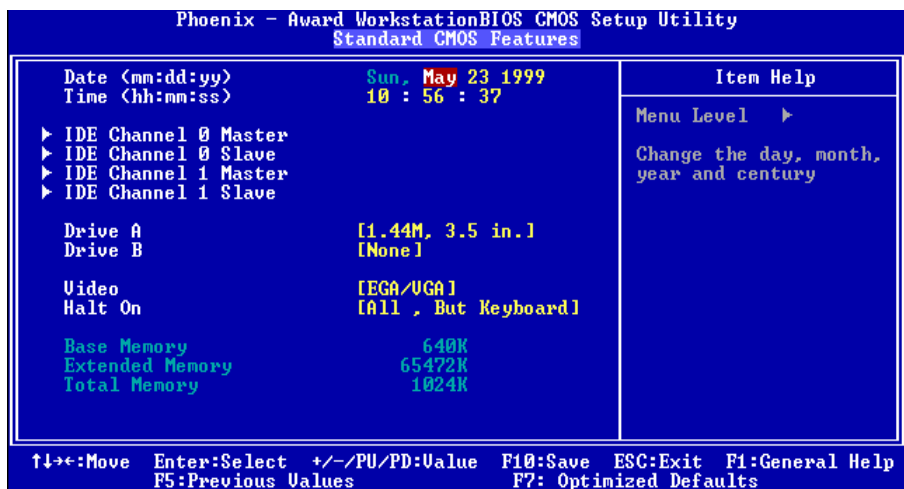 Phoenix - Award WorkstationBIOS CMOS Setup Utility
Standard CMOS Features
Date (mm:dd:yy) Sun, May 23 1999
Time (hh:mm:ss) 10 : 56 : 37
IDE Channel 0 Master
IDE Channel 0 Slave
IDE Channel 1 Master
IDE Channel 1 Slave
Drive A [1.44M, 3.5 in.]
Drive B [None]
Video [EGA/VGA]
Halt On [All , But Keyboard]
Base Memory 640K
Extended Memory 65472K
Total Memory 1024K
Item Help
Menu Level ▸
Change the day, month,
year and century
↑↓→←:Move Enter:Select +/-/PU/PD:Value F10:Save ESC:Exit F1:General Help
F5:Previous Values F7: Optimized Defaults